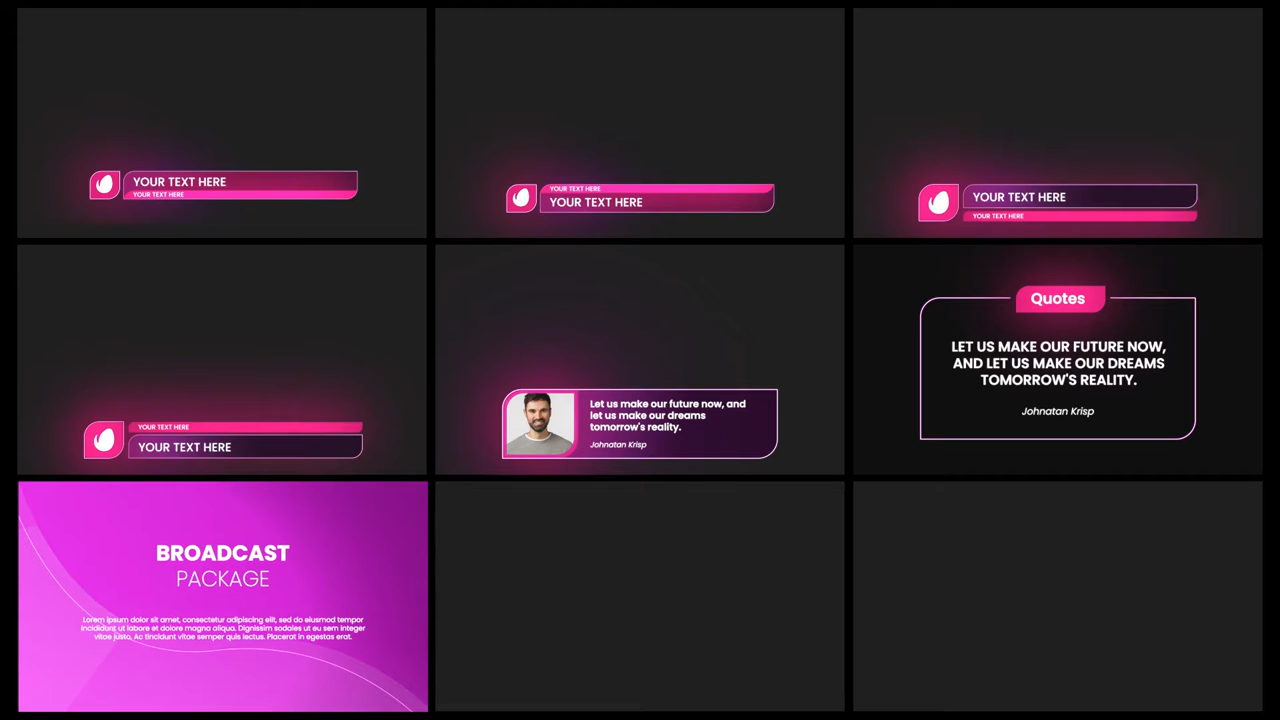 YOUR TEXT HERE
YOUR TEXT HERE
YOUR TEXT HERE
YOUR TEXT HERE
YOUR TEXT HERE
YOUR TEXT HERE
YOUR TEXT HERE
YOUR TEXT HERE
Let us make our future now, and
let us make our dreams
tomorrow's reality.
Johnatan Krisp
Quotes
LET US MAKE OUR FUTURE NOW,
AND LET US MAKE OUR DREAMS
TOMORROW'S REALITY.
Johnatan Krisp
BROADCAST
PACKAGE
Lorem ipsum dolor sit amet, consectetur adipiscing elit, sed do eiusmod tempor
incididunt ut labore et dolore magna aliqua. Dignissim sodales ut eu sem integer
vitae justo. Ac tincidunt vitae semper quis lectus. Placerat in egestas erat.